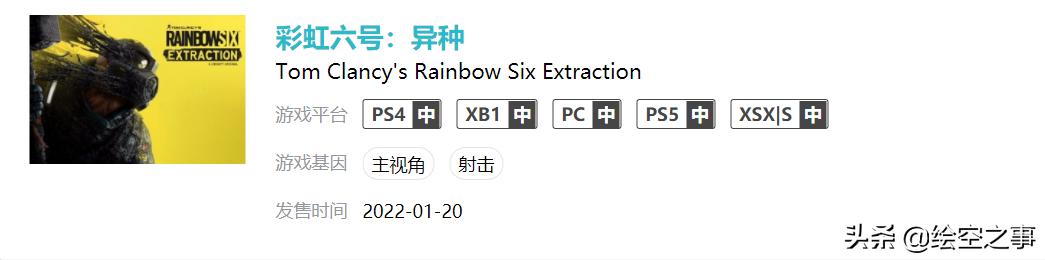 TOM CLANCY'S
RAINBOW SIX
EXTRACTION
彩虹六号：异种
Tom Clancy's Rainbow Six Extraction
游戏平台 PS4 中 XB1 中 PC 中 PS5 中 XSX|S 中
游戏基因 主视角 射击
发售时间 2022-01-20
头条 @绘空之事